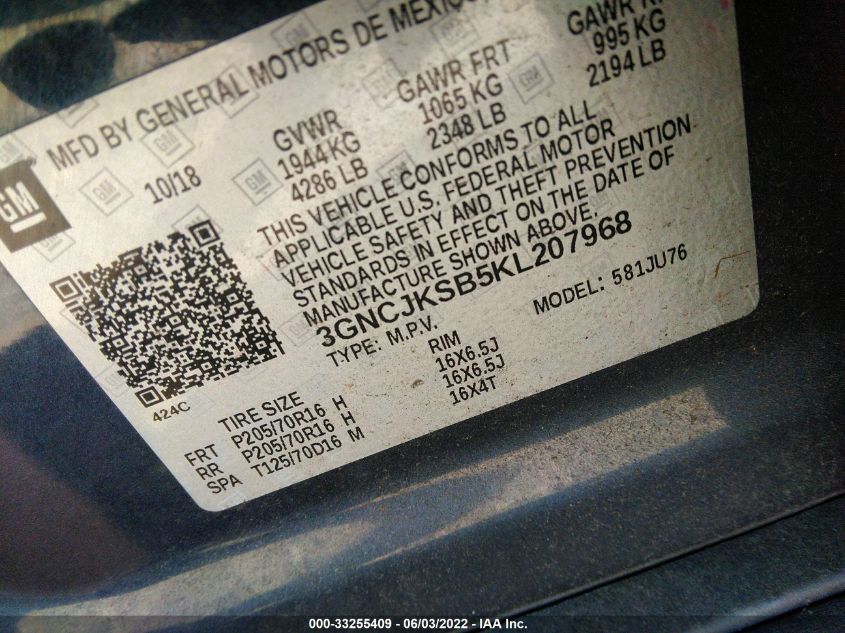 MFD BY GENERAL MOTORS DE MEXICO
10/18
GVWR
1944 KG
4286 LB
GAWR FRT
1065 KG
2348 LB
GAWR
995 KG
2194 LB
GM
THIS VEHICLE CONFORMS TO ALL
APPLICABLE U.S. FEDERAL MOTOR
VEHICLE SAFETY AND THEFT PREVENTION
STANDARDS IN EFFECT ON THE DATE OF
MANUFACTURE SHOWN ABOVE.
3GNCJKSB5KL207968
TYPE: M.P.V. MODEL: 581JU76
424C
TIRE SIZE RIM
FRT P205/70R16 H 16X6.5J
RR P205/70R16 H 16X6.5J
SPA T125/70D16 M 16X4T
000-33255409 - 06/03/2022 - IAA Inc.